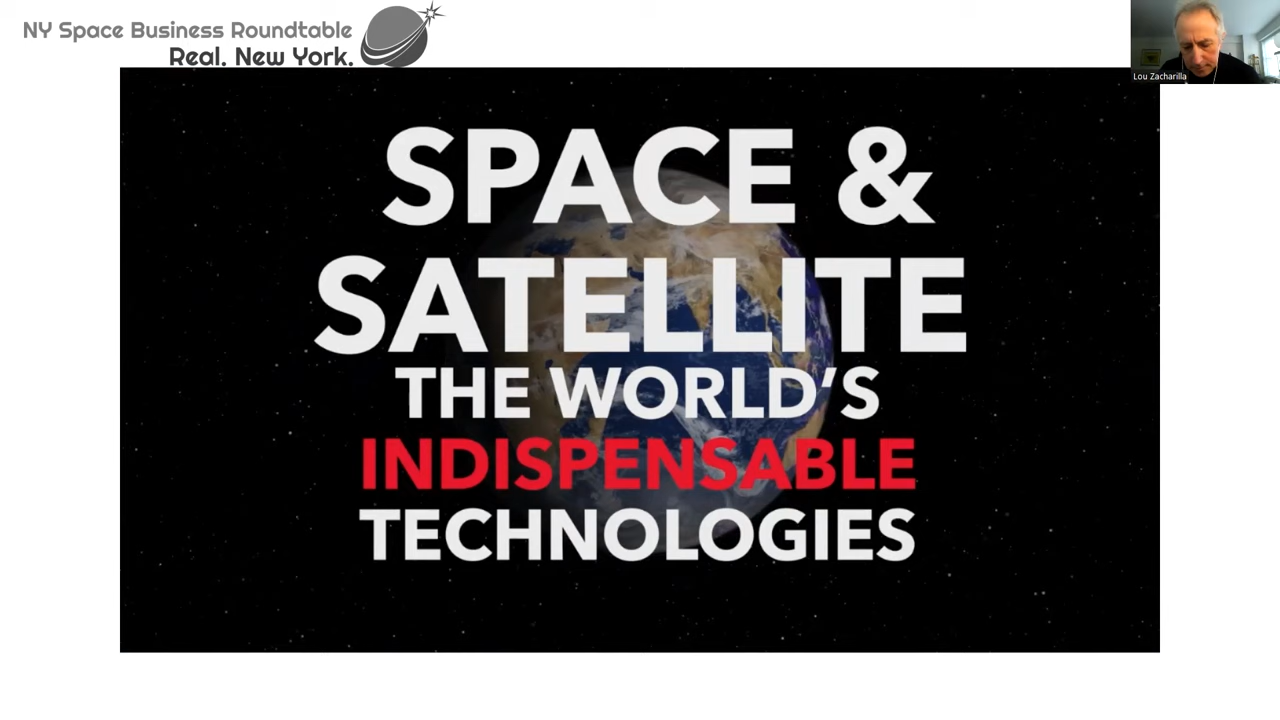 NY Space Business Roundtable
Real. New York.
Lou Zacharilla
SPACE &
SATELLITE
THE WORLD’S
INDISPENSABLE
TECHNOLOGIES